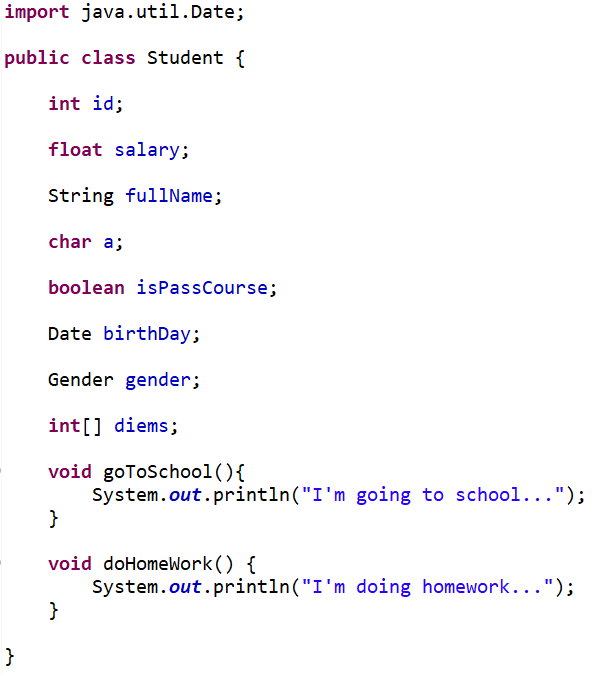 import java.util.Date;
public class Student {
int id;
float salary;
String fullName;
char a;
boolean isPassCourse;
Date birthDay;
Gender gender;
int[] diems;
void goToSchool(){
System.out.println("I'm going to school...");
}
void doHomeWork() {
System.out.println("I'm doing homework...");
}
}